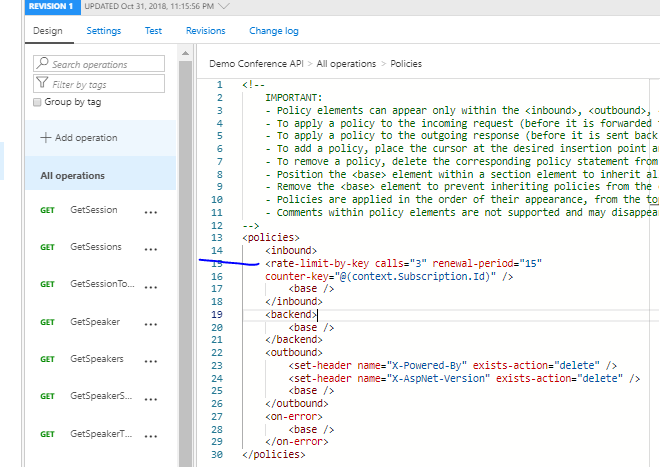 REVISION 1 UPDATED Oct 31, 2018, 11:15:56 PM
Design Settings Test Revisions Change log
Search operations
Filter by tags
Group by tag
+ Add operation
All operations
GET GetSession ...
GET GetSessions ...
GET GetSessionTo... ...
GET GetSpeaker ...
GET GetSpeakers ...
GET GetSpeakerS... ...
GET GetSpeakerT... ...
Demo Conference API > All operations > Policies
1 <!--
2 IMPORTANT:
3 - Policy elements can appear only within the <inbound>, <outbound>,
4 - To apply a policy to the incoming request (before it is forwarded
5 - To apply a policy to the outgoing response (before it is sent back
6 - To add a policy, place the cursor at the desired insertion point
7 - To remove a policy, delete the corresponding policy statement from
8 - Position the <base> element within a section element to inherit
9 - Remove the <base> element to prevent inheriting policies from the
10 - Policies are applied in the order of their appearance, from the
11 - Comments within policy elements are not supported and may
12 -->
13 <policies>
14 <inbound>
15 <rate-limit-by-key calls="3" renewal-period="15"
16 counter-key="@(context.Subscription.Id)" />
17 <base />
18 </inbound>
19 <backend>
20 <base />
21 </backend>
22 <outbound>
23 <set-header name="X-Powered-By" exists-action="delete" />
24 <set-header name="X-AspNet-Version" exists-action="delete" />
25 <base />
26 </outbound>
27 <on-error>
28 <base />
29 </on-error>
30 </policies>